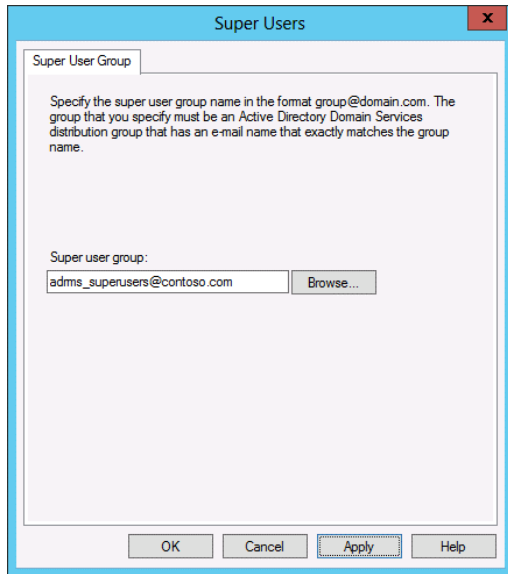 Super Users
x
Super User Group
Specify the super user group name in the format group@domain.com. The
group that you specify must be an Active Directory Domain Services
distribution group that has an e-mail name that exactly matches the group
name.
Super user group:
adrms_superusers@contoso.com
Browse...
OK
Cancel
Apply
Help